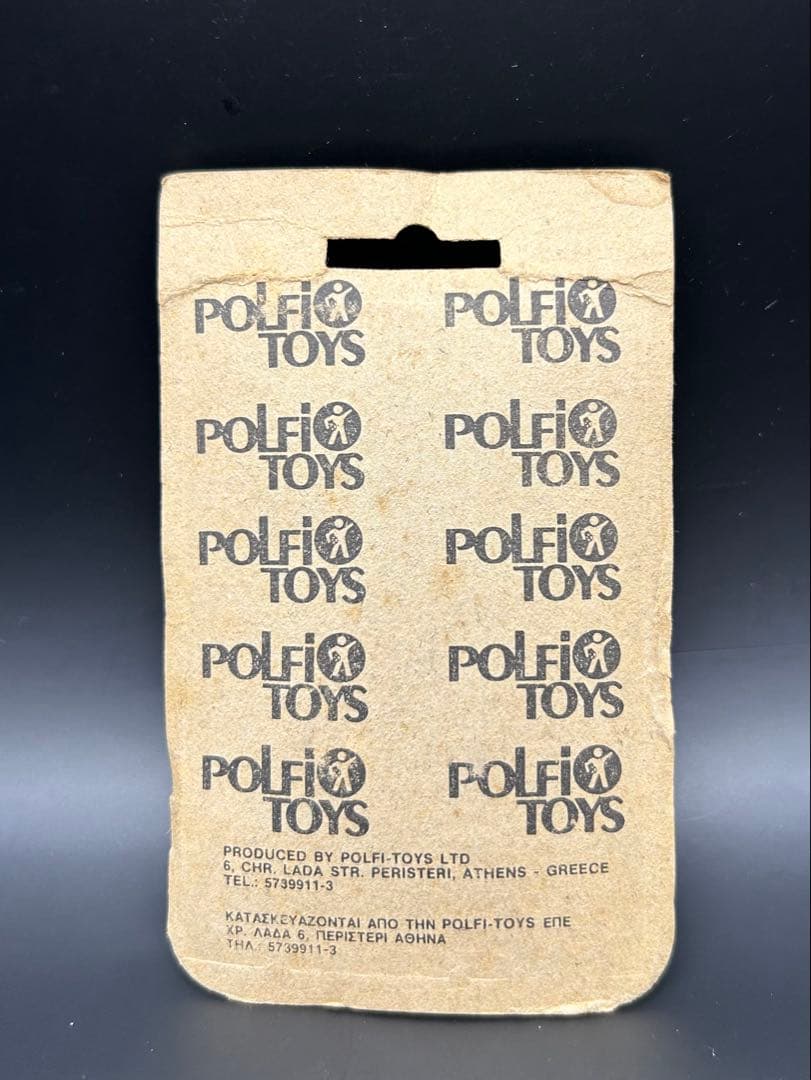 POLFi POLFi
TOYS TOYS
POLFi POLFi
TOYS TOYS
POLFi POLFi
TOYS TOYS
POLFi POLFi
TOYS TOYS
POLFi POLFi
TOYS TOYS
PRODUCED BY POLFI-TOYS LTD
6, CHR. LADA STR. PERISTERI, ATHENS - GREECE
TEL.: 5739911-3
ΚΑΤΑΣΚΕΥΑΖΟΝΤΑΙ ΑΠΟ ΤΗΝ POLFI-TOYS ΕΠΕ
ΧΡ. ΛΑΔΑ 6, ΠΕΡΙΣΤΕΡΙ ΑΘΗΝΑ
ΤΗΛ.: 5739911-3